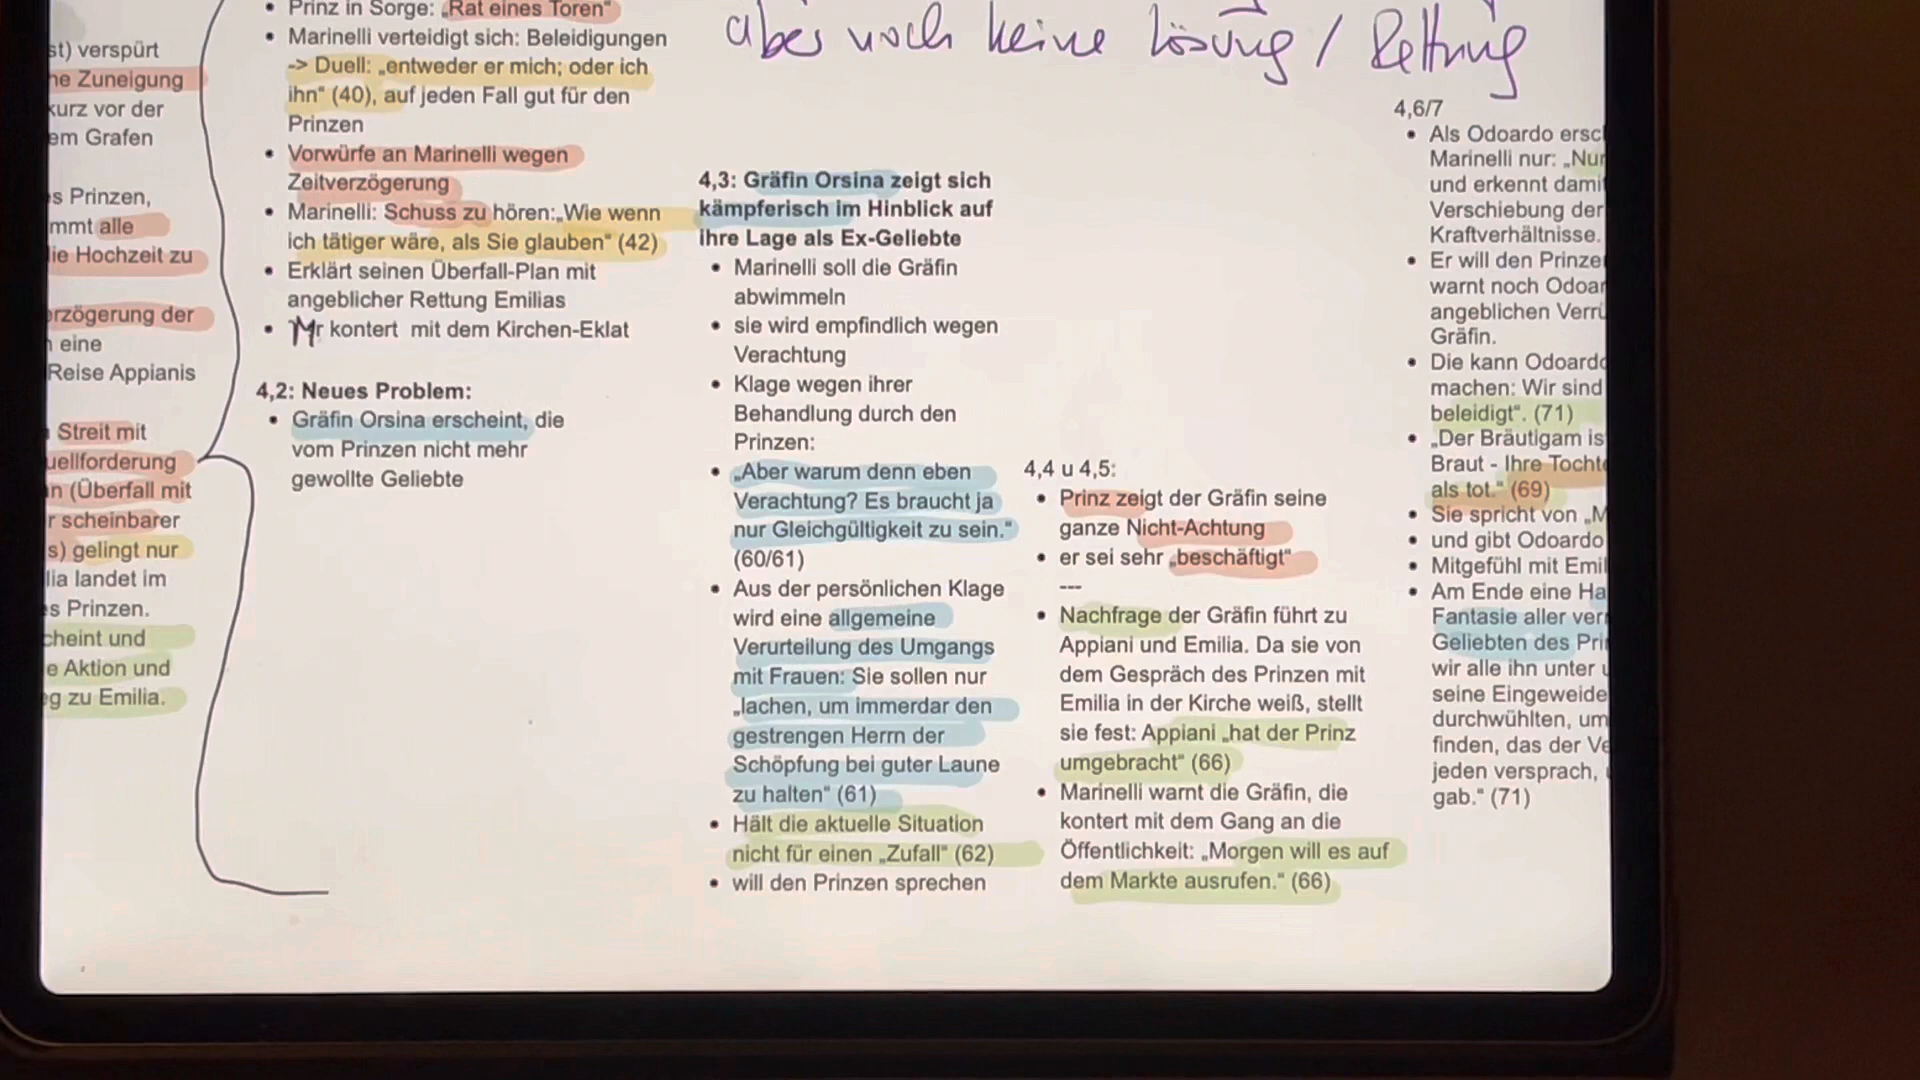 aber noch keine Lösung / Rettung
st) verspürt
ne Zuneigung
kurz vor der
em Grafen
s Prinzen,
mmt alle
ie Hochzeit zu
erzögerung der
n eine
Reise Appianis
Streit mit
uellforderung
n (Überfall mit
r scheinbarer
s) gelingt nur
lia landet im
s Prinzen.
cheint und
e Aktion und
eg zu Emilia.
• Prinz in Sorge: „Rat eines Toren“
• Marinelli verteidigt sich: Beleidigungen
-> Duell: „entweder er mich; oder ich
ihn“ (40), auf jeden Fall gut für den
Prinzen
• Vorwürfe an Marinelli wegen
Zeitverzögerung
• Marinelli: Schuss zu hören:„Wie wenn
ich tätiger wäre, als Sie glauben“ (42)
• Erklärt seinen Überfall-Plan mit
angeblicher Rettung Emilias
• Mr kontert mit dem Kirchen-Eklat
4,2: Neues Problem:
• Gräfin Orsina erscheint, die
vom Prinzen nicht mehr
gewollte Geliebte
4,3: Gräfin Orsina zeigt sich
kämpferisch im Hinblick auf
ihre Lage als Ex-Geliebte
• Marinelli soll die Gräfin
abwimmeln
• sie wird empfindlich wegen
Verachtung
• Klage wegen ihrer
Behandlung durch den
Prinzen:
• „Aber warum denn eben
Verachtung? Es braucht ja
nur Gleichgültigkeit zu sein.“
(60/61)
• Aus der persönlichen Klage
wird eine allgemeine
Verurteilung des Umgangs
mit Frauen: Sie sollen nur
„lachen, um immerdar den
gestrengen Herrn der
Schöpfung bei guter Laune
zu halten“ (61)
• Hält die aktuelle Situation
nicht für einen „Zufall“ (62)
• will den Prinzen sprechen
4,4 u 4,5:
• Prinz zeigt der Gräfin seine
ganze Nicht-Achtung
• er sei sehr „beschäftigt“
---
• Nachfrage der Gräfin führt zu
Appiani und Emilia. Da sie von
dem Gespräch des Prinzen mit
Emilia in der Kirche weiß, stellt
sie fest: Appiani „hat der Prinz
umgebracht“ (66)
• Marinelli warnt die Gräfin, die
kontert mit dem Gang an die
Öffentlichkeit: „Morgen will es auf
dem Markte ausrufen.“ (66)
4,6/7
• Als Odoardo ersc
Marinelli nur: „Nur
und erkennt dami
Verschiebung der
Kraftverhältnisse.
• Er will den Prinze
warnt noch Odoar
angeblichen Verrü
Gräfin.
• Die kann Odoardo
machen: Wir sind
beleidigt“. (71)
• „Der Bräutigam is
Braut - Ihre Tochte
als tot.“ (69)
• Sie spricht von „M
• und gibt Odoardo
• Mitgefühl mit Emil
• Am Ende eine Ha
Fantasie aller ver
Geliebten des Pri
wir alle ihn unter
seine Eingeweide
durchwühlten, um
finden, das der Ve
jeden versprach,
gab.“ (71)